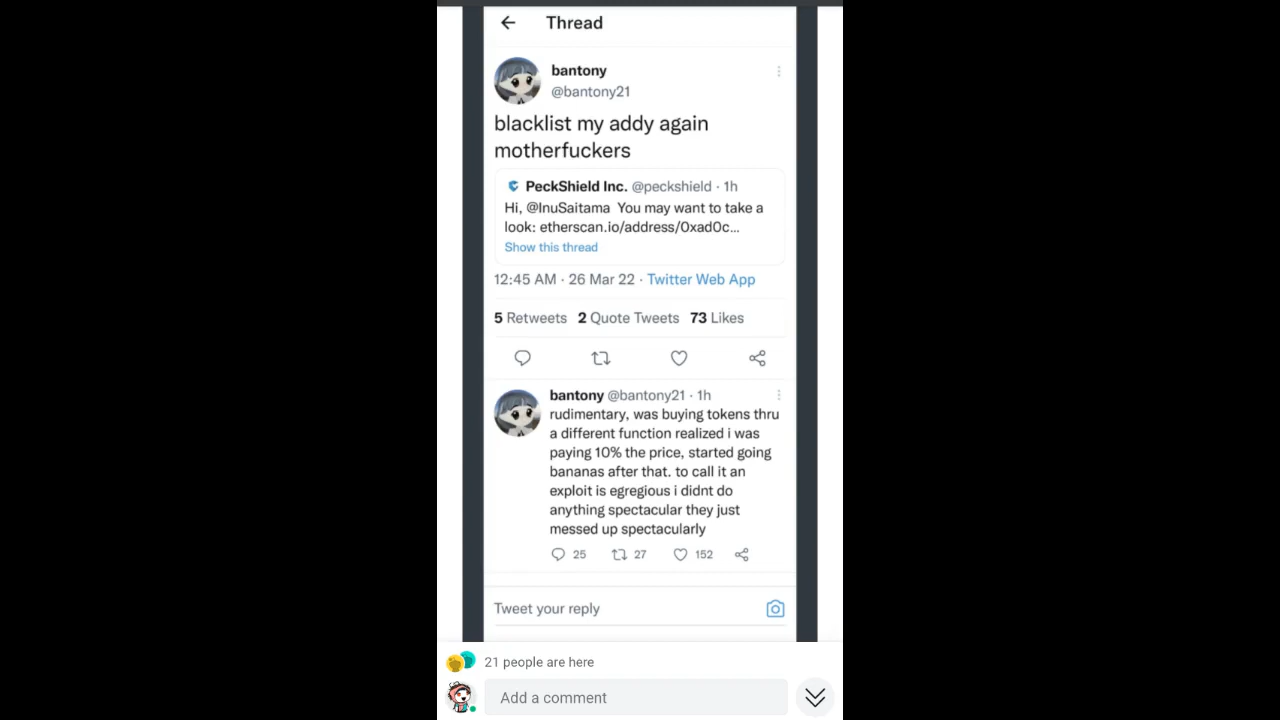 Thread
bantony
@bantony21
blacklist my addy again
motherfuckers
PeckShield Inc. @peckshield · 1h
Hi, @InuSaitama You may want to take a
look: etherscan.io/address/0xad0c...
Show this thread
12:45 AM · 26 Mar 22 · Twitter Web App
5 Retweets 2 Quote Tweets 73 Likes
bantony @bantony21 · 1h
rudimentary, was buying tokens thru
a different function realized i was
paying 10% the price, started going
bananas after that. to call it an
exploit is egregious i didnt do
anything spectacular they just
messed up spectacularly
25 27 152
Tweet your reply
21 people are here
Add a comment